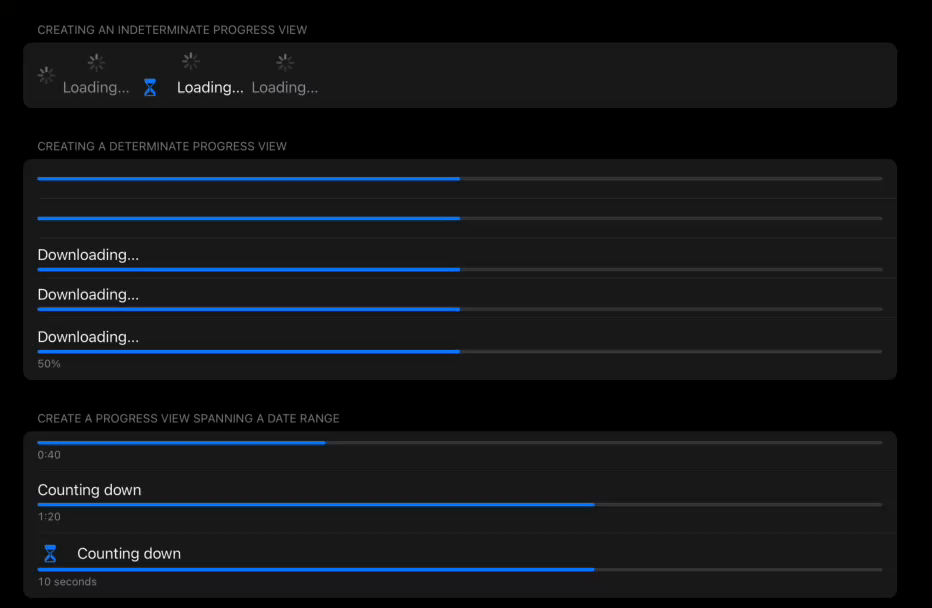 CREATING AN INDETERMINATE PROGRESS VIEW
Loading... Loading... Loading...
CREATING A DETERMINATE PROGRESS VIEW
Downloading...
Downloading...
Downloading...
50%
CREATE A PROGRESS VIEW SPANNING A DATE RANGE
0:40
Counting down
1:20
Counting down
10 seconds